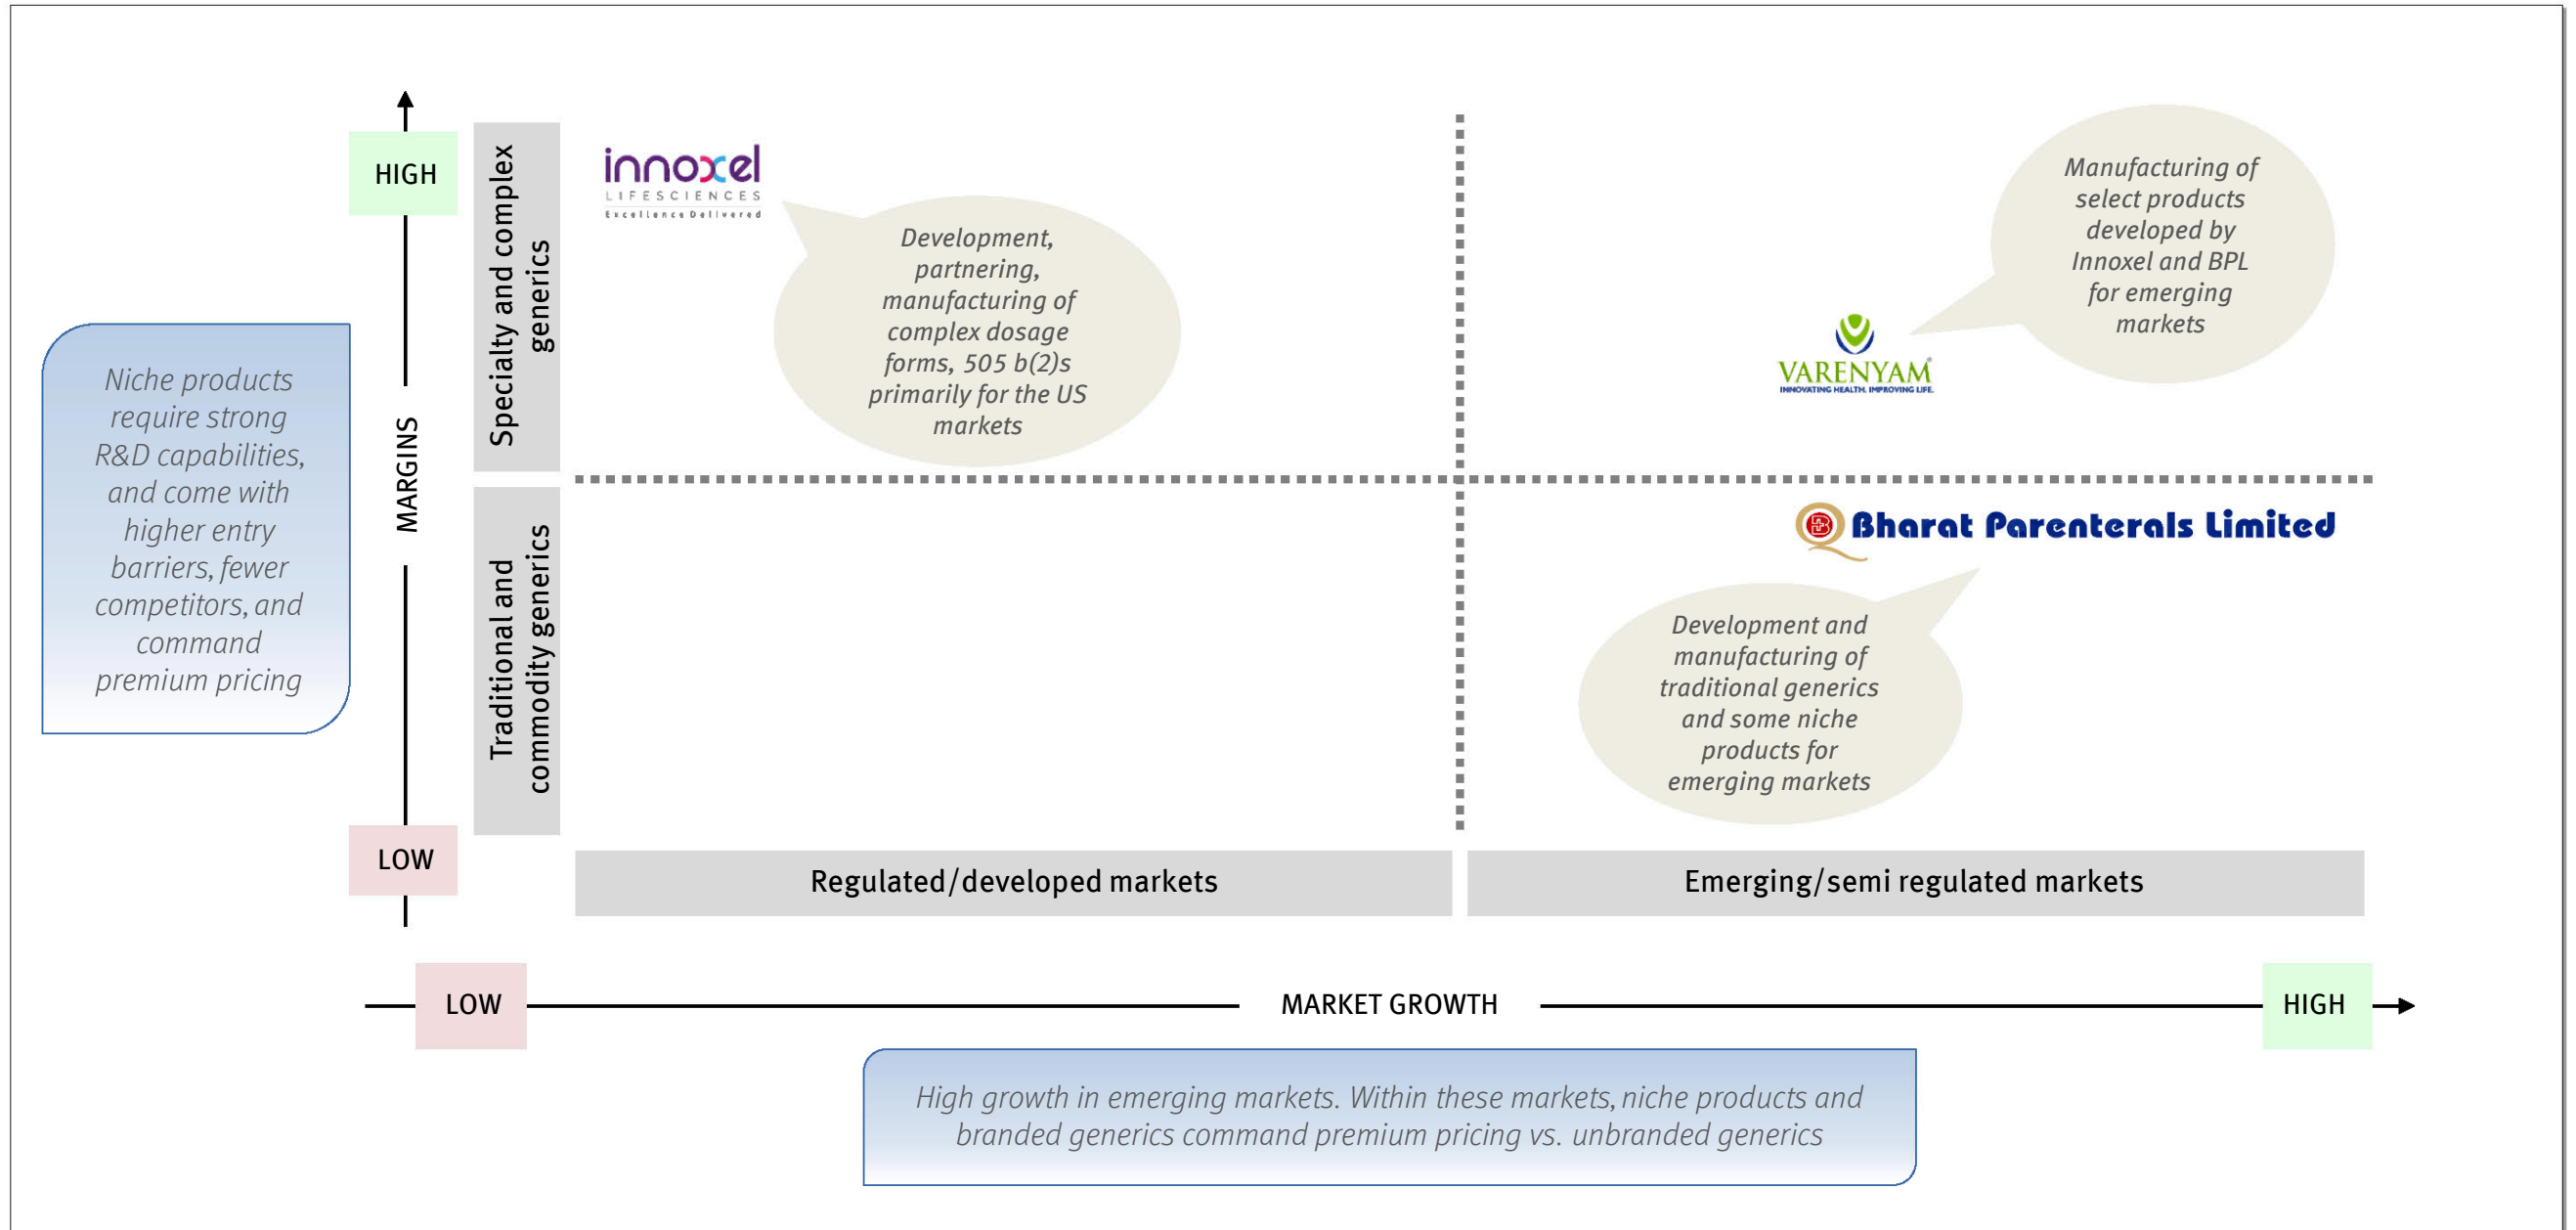 HIGH
MARGINS
LOW
Niche products
require strong
R&D capabilities,
and come with
higher entry
barriers, fewer
competitors, and
command
premium pricing
Specialty and complex
generics
Traditional and
commodity generics
innoxel
LIFESCIENCES
Excellence Delivered
Development,
partnering,
manufacturing of
complex dosage
forms, 505 b(2)s
primarily for the US
markets
Manufacturing of
select products
developed by
Innoxel and BPL
for emerging
markets
VARENYAM®
INNOVATING HEALTH. IMPROVING LIFE.
B Bharat Parenterals Limited
Development and
manufacturing of
traditional generics
and some niche
products for
emerging markets
Regulated/developed markets
Emerging/semi regulated markets
LOW
MARKET GROWTH
HIGH
High growth in emerging markets. Within these markets, niche products and
branded generics command premium pricing vs. unbranded generics